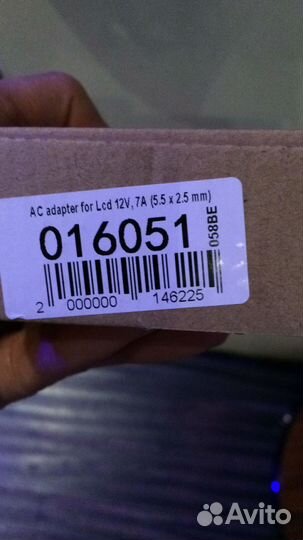 AC adapter for Lcd 12V, 7A (5.5 x 2.5 mm)
016051
058BE
2 000000 146225
Avito